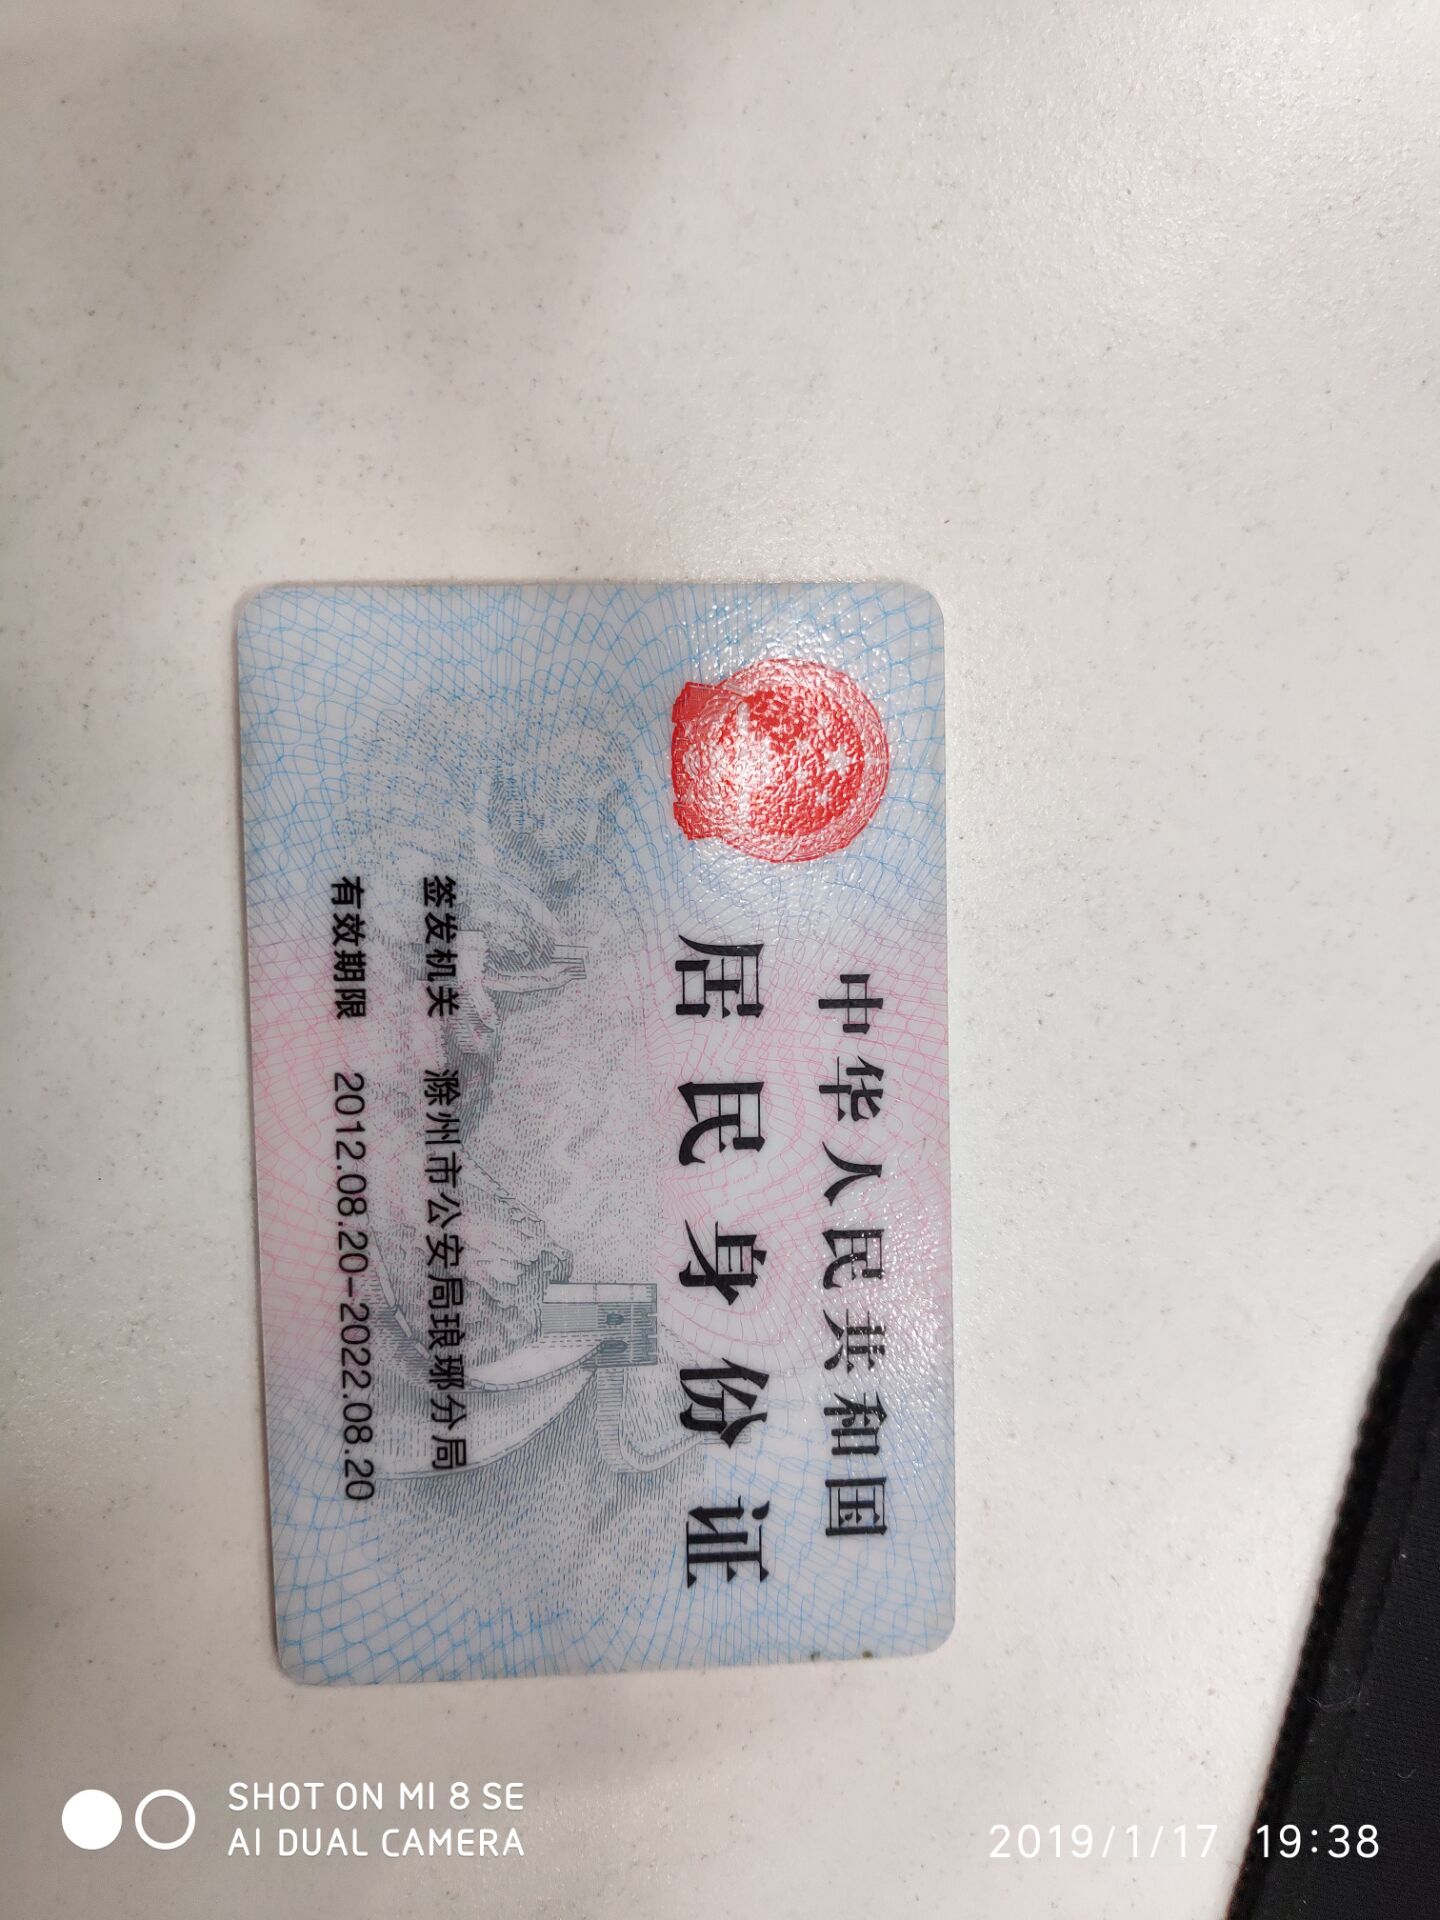 中华人民共和国
居民身份证
签发机关 滁州市公安局琅琊分局
有效期限 2012.08.20-2022.08.20
SHOT ON MI 8 SE
AI DUAL CAMERA
2019/1/17 19:38